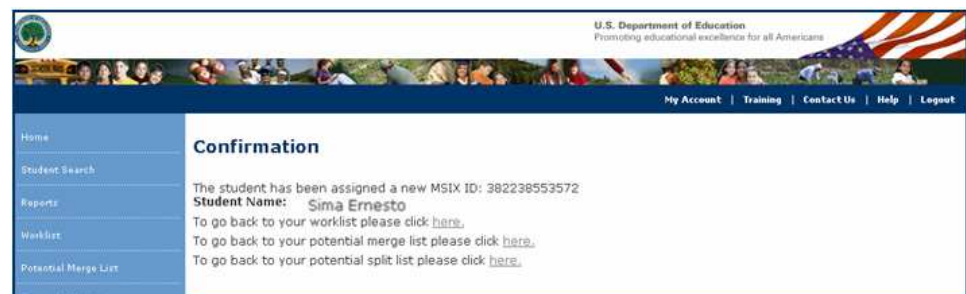 U.S. Department of Education
Promoting educational excellence for all Americans
My Account | Training | Contact Us | Help | Logout
Home
Student Search
Reports
Worklist
Potential Merge List
Confirmation
The student has been assigned a new MSIX ID: 382238553572
Student Name: Sima Ernesto
To go back to your worklist please click here.
To go back to your potential merge list please click here.
To go back to your potential split list please click here.